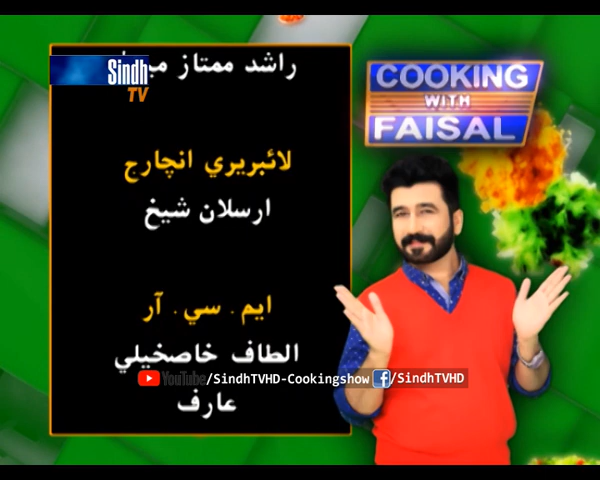 راشد ممتاز
Sindh
TV
لائبريري انچارج
ارسلان شيخ
ايم۔ سي۔ آر
الطاف خاصخيلي
عارف
COOKING
WITH
FAISAL
YouTube/SindhTVHD-Cookingshow f/SindhTVHD